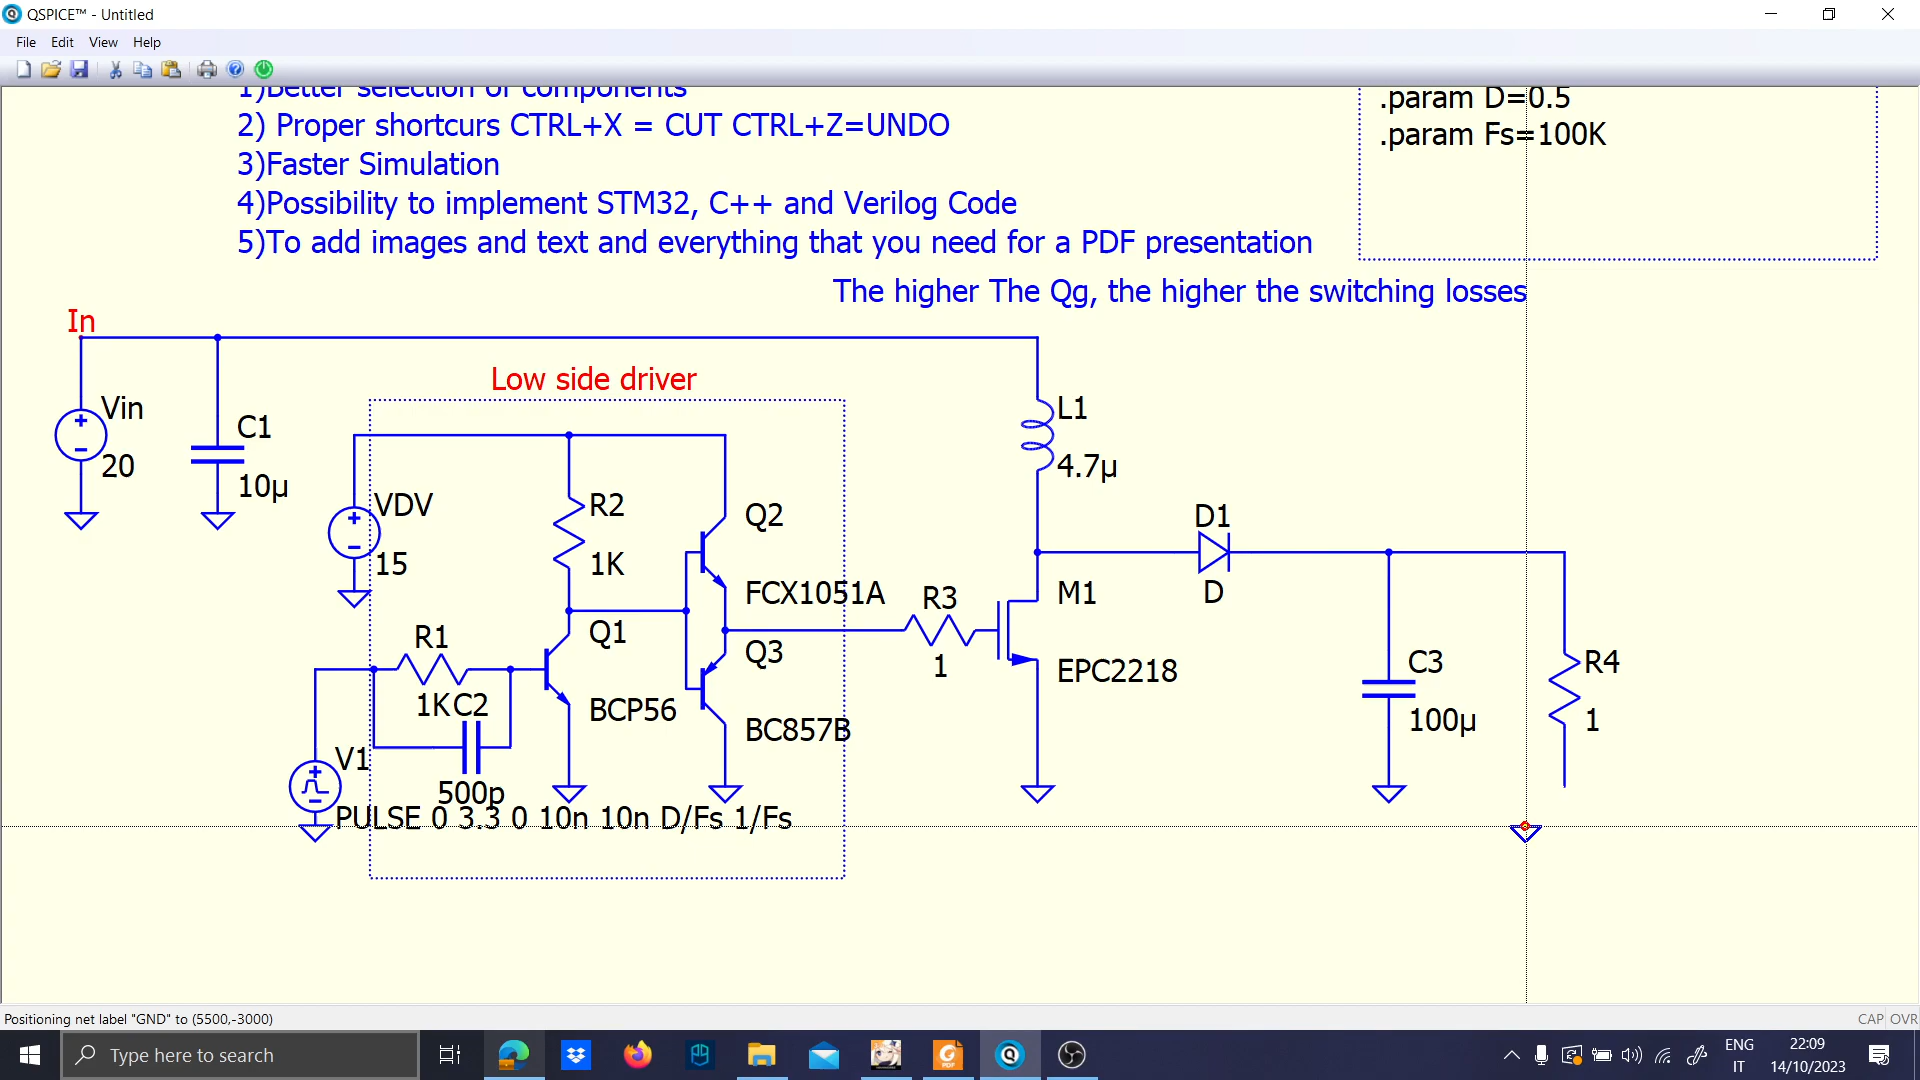 QSPICE™ - Untitled
File Edit View Help
1)Better selection of components
2) Proper shortcurs CTRL+X = CUT CTRL+Z=UNDO
3)Faster Simulation
4)Possibility to implement STM32, C++ and Verilog Code
5)To add images and text and everything that you need for a PDF presentation
.param D=0.5
.param Fs=100K
The higher The Qg, the higher the switching losses
In
Low side driver
Vin
20
C1
10µ
VDV
15
R2
1K
Q2
FCX1051A
L1
4.7µ
D1
D
R1
1K
C2
500p
Q1
BCP56
Q3
BC857B
R3
1
M1
EPC2218
C3
100µ
R4
1
V1
PULSE 0 3.3 0 10n 10n D/Fs 1/Fs
Positioning net label "GND" to (5500,-3000)
CAP OVR
Type here to search
PDF
ENG
IT
22:09
14/10/2023